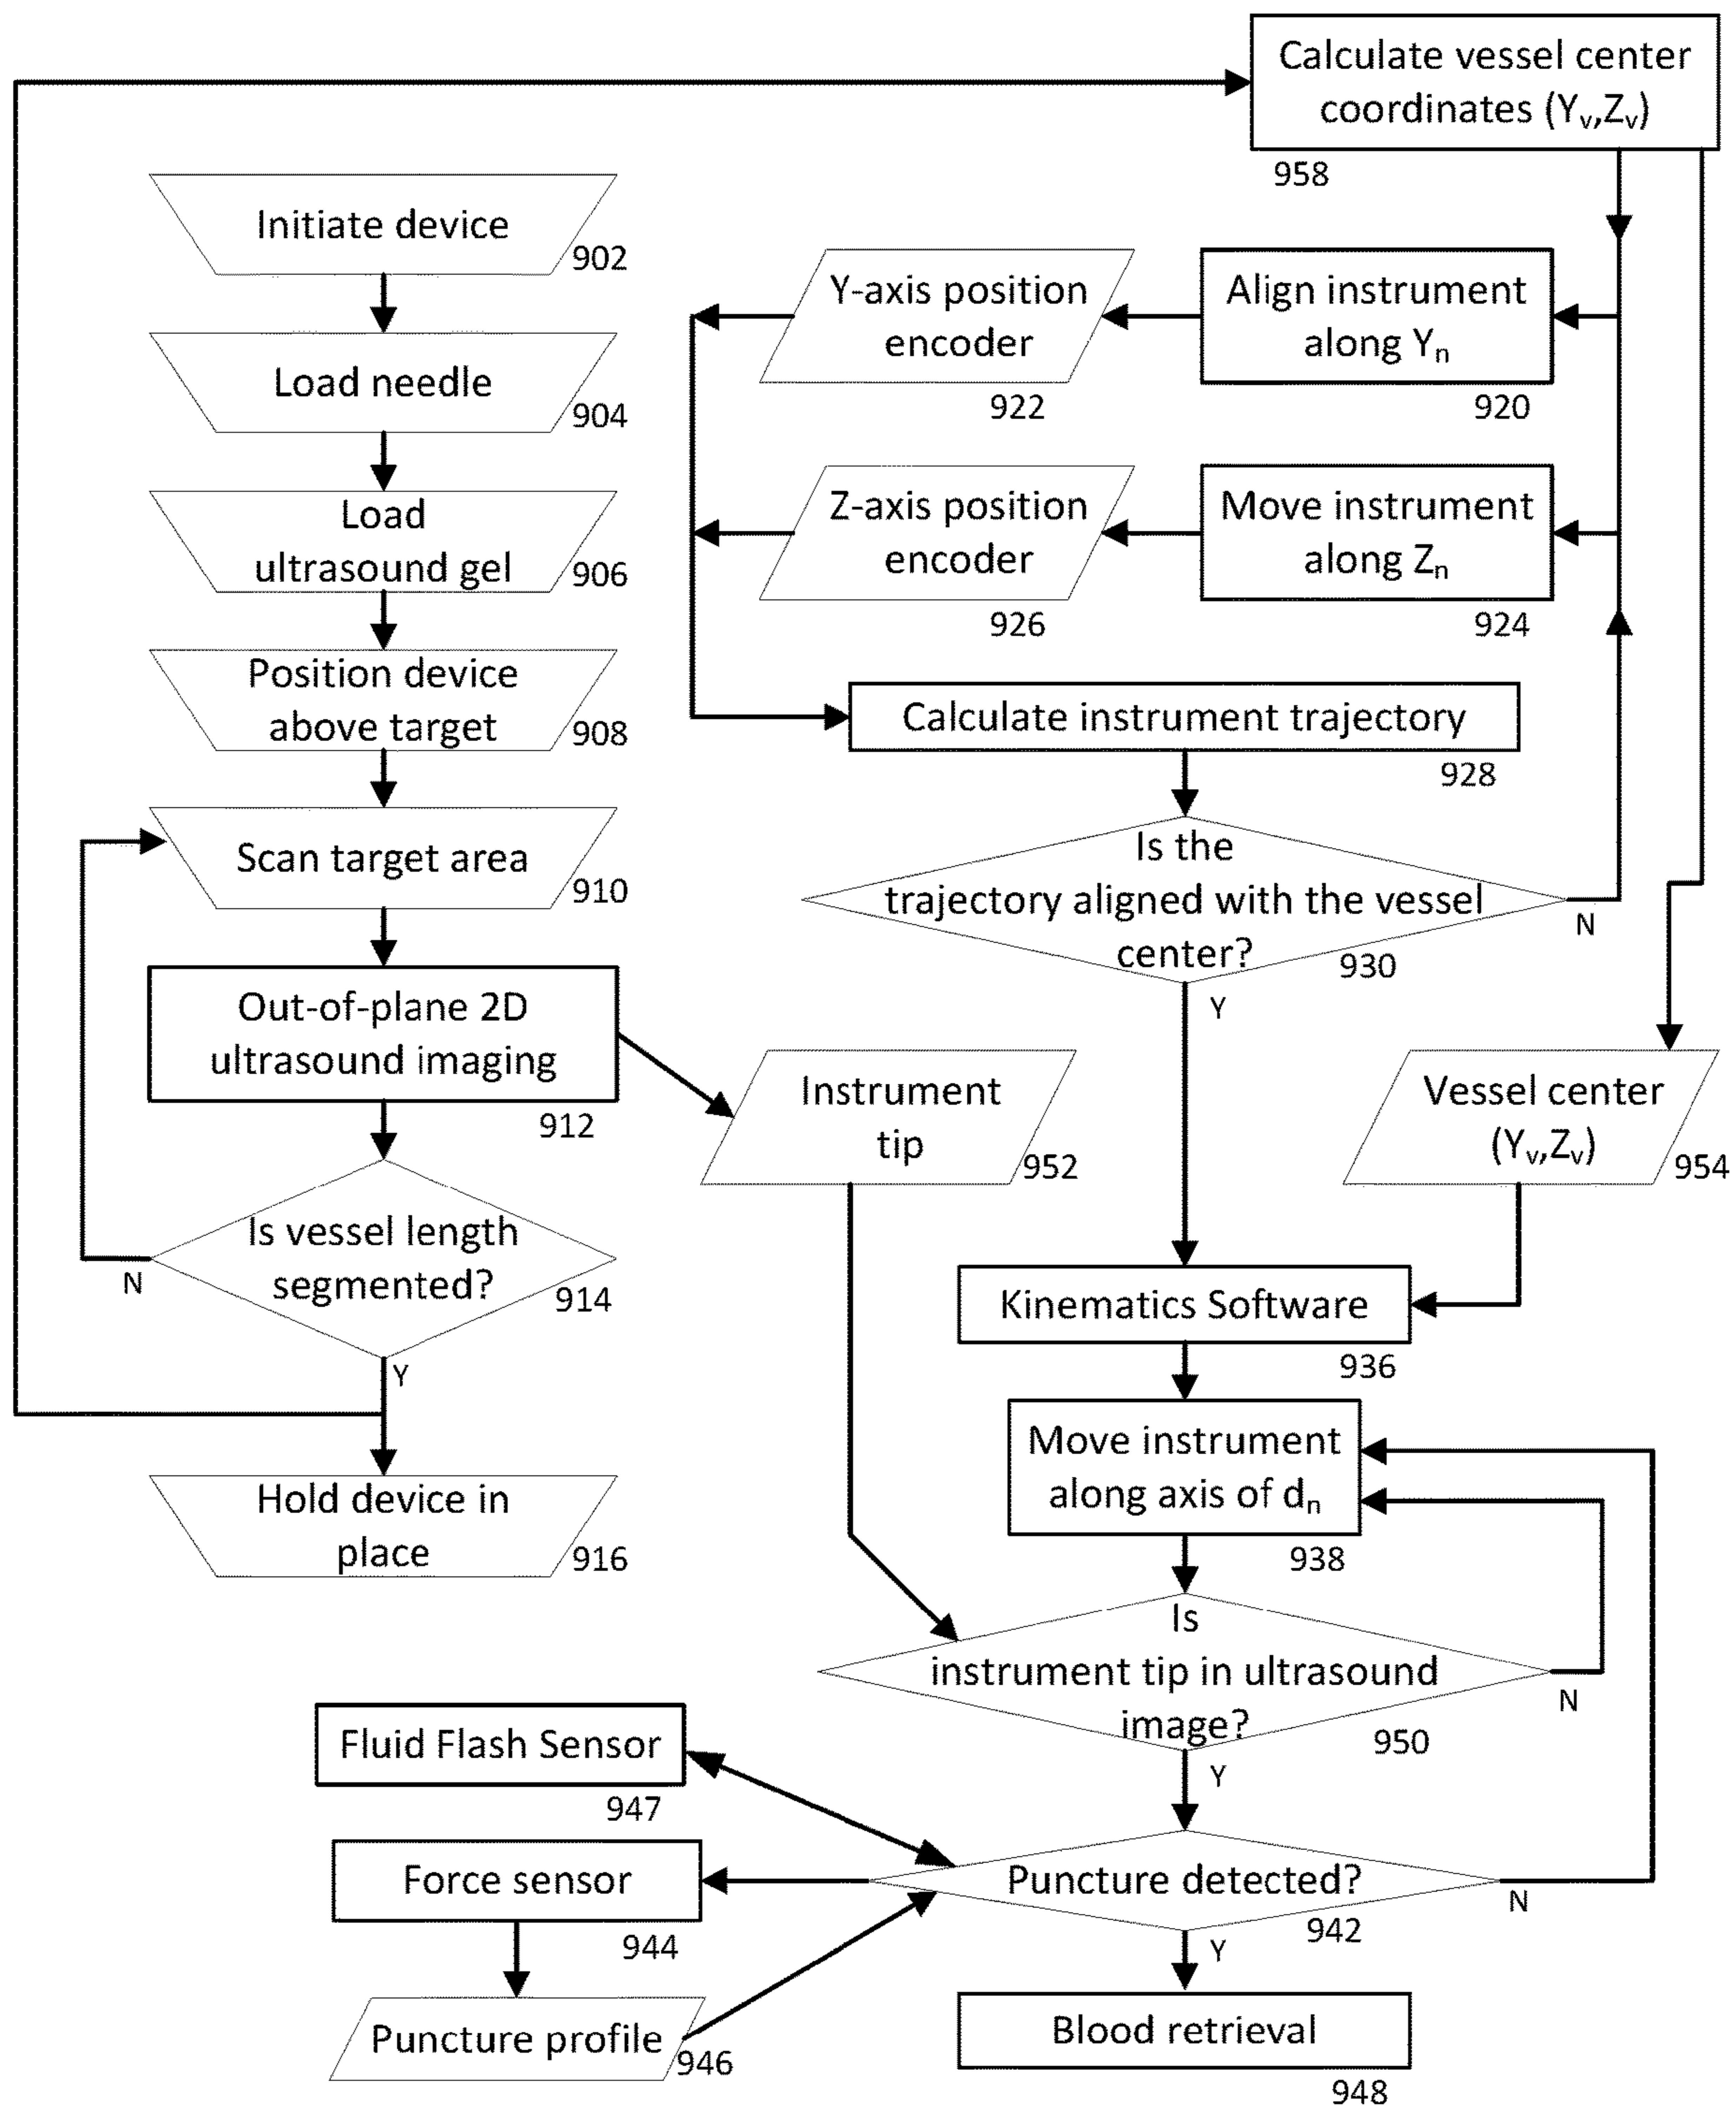 Calculate vessel center
coordinates (Yv,Zv)
958
Initiate device
902
Load needle
904
Load
ultrasound gel
906
Position device
above target
908
Scan target area
910
Out-of-plane 2D
ultrasound imaging
912
Is vessel length
segmented?
914
N
Y
Hold device in
place
916
Y-axis position
encoder
922
Align instrument
along Yn
920
Z-axis position
encoder
926
Move instrument
along Zn
924
Calculate instrument trajectory
928
Is the
trajectory aligned with the vessel
center?
930
N
Y
Instrument
tip
952
Vessel center
(Yv,Zv)
954
Kinematics Software
936
Move instrument
along axis of dn
938
Is
instrument tip in ultrasound
image?
950
N
Y
Fluid Flash Sensor
947
Force sensor
944
Puncture profile
946
Puncture detected?
942
N
Y
Blood retrieval
948